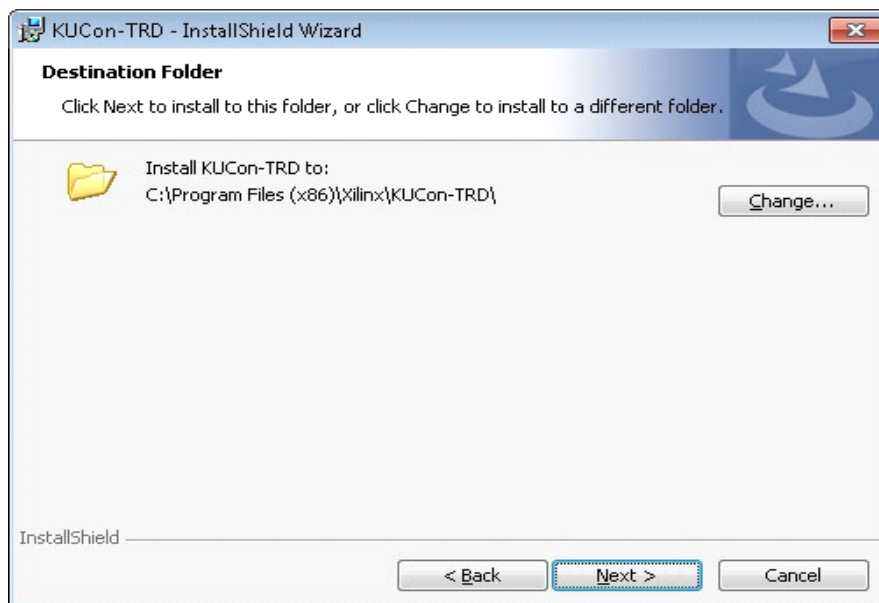 KUCon-TRD - InstallShield Wizard
Destination Folder
Click Next to install to this folder, or click Change to install to a different folder.
Install KUCon-TRD to:
C:\Program Files (x86)\Xilinx\KUCon-TRD\
Change...
InstallShield
< Back
Next >
Cancel